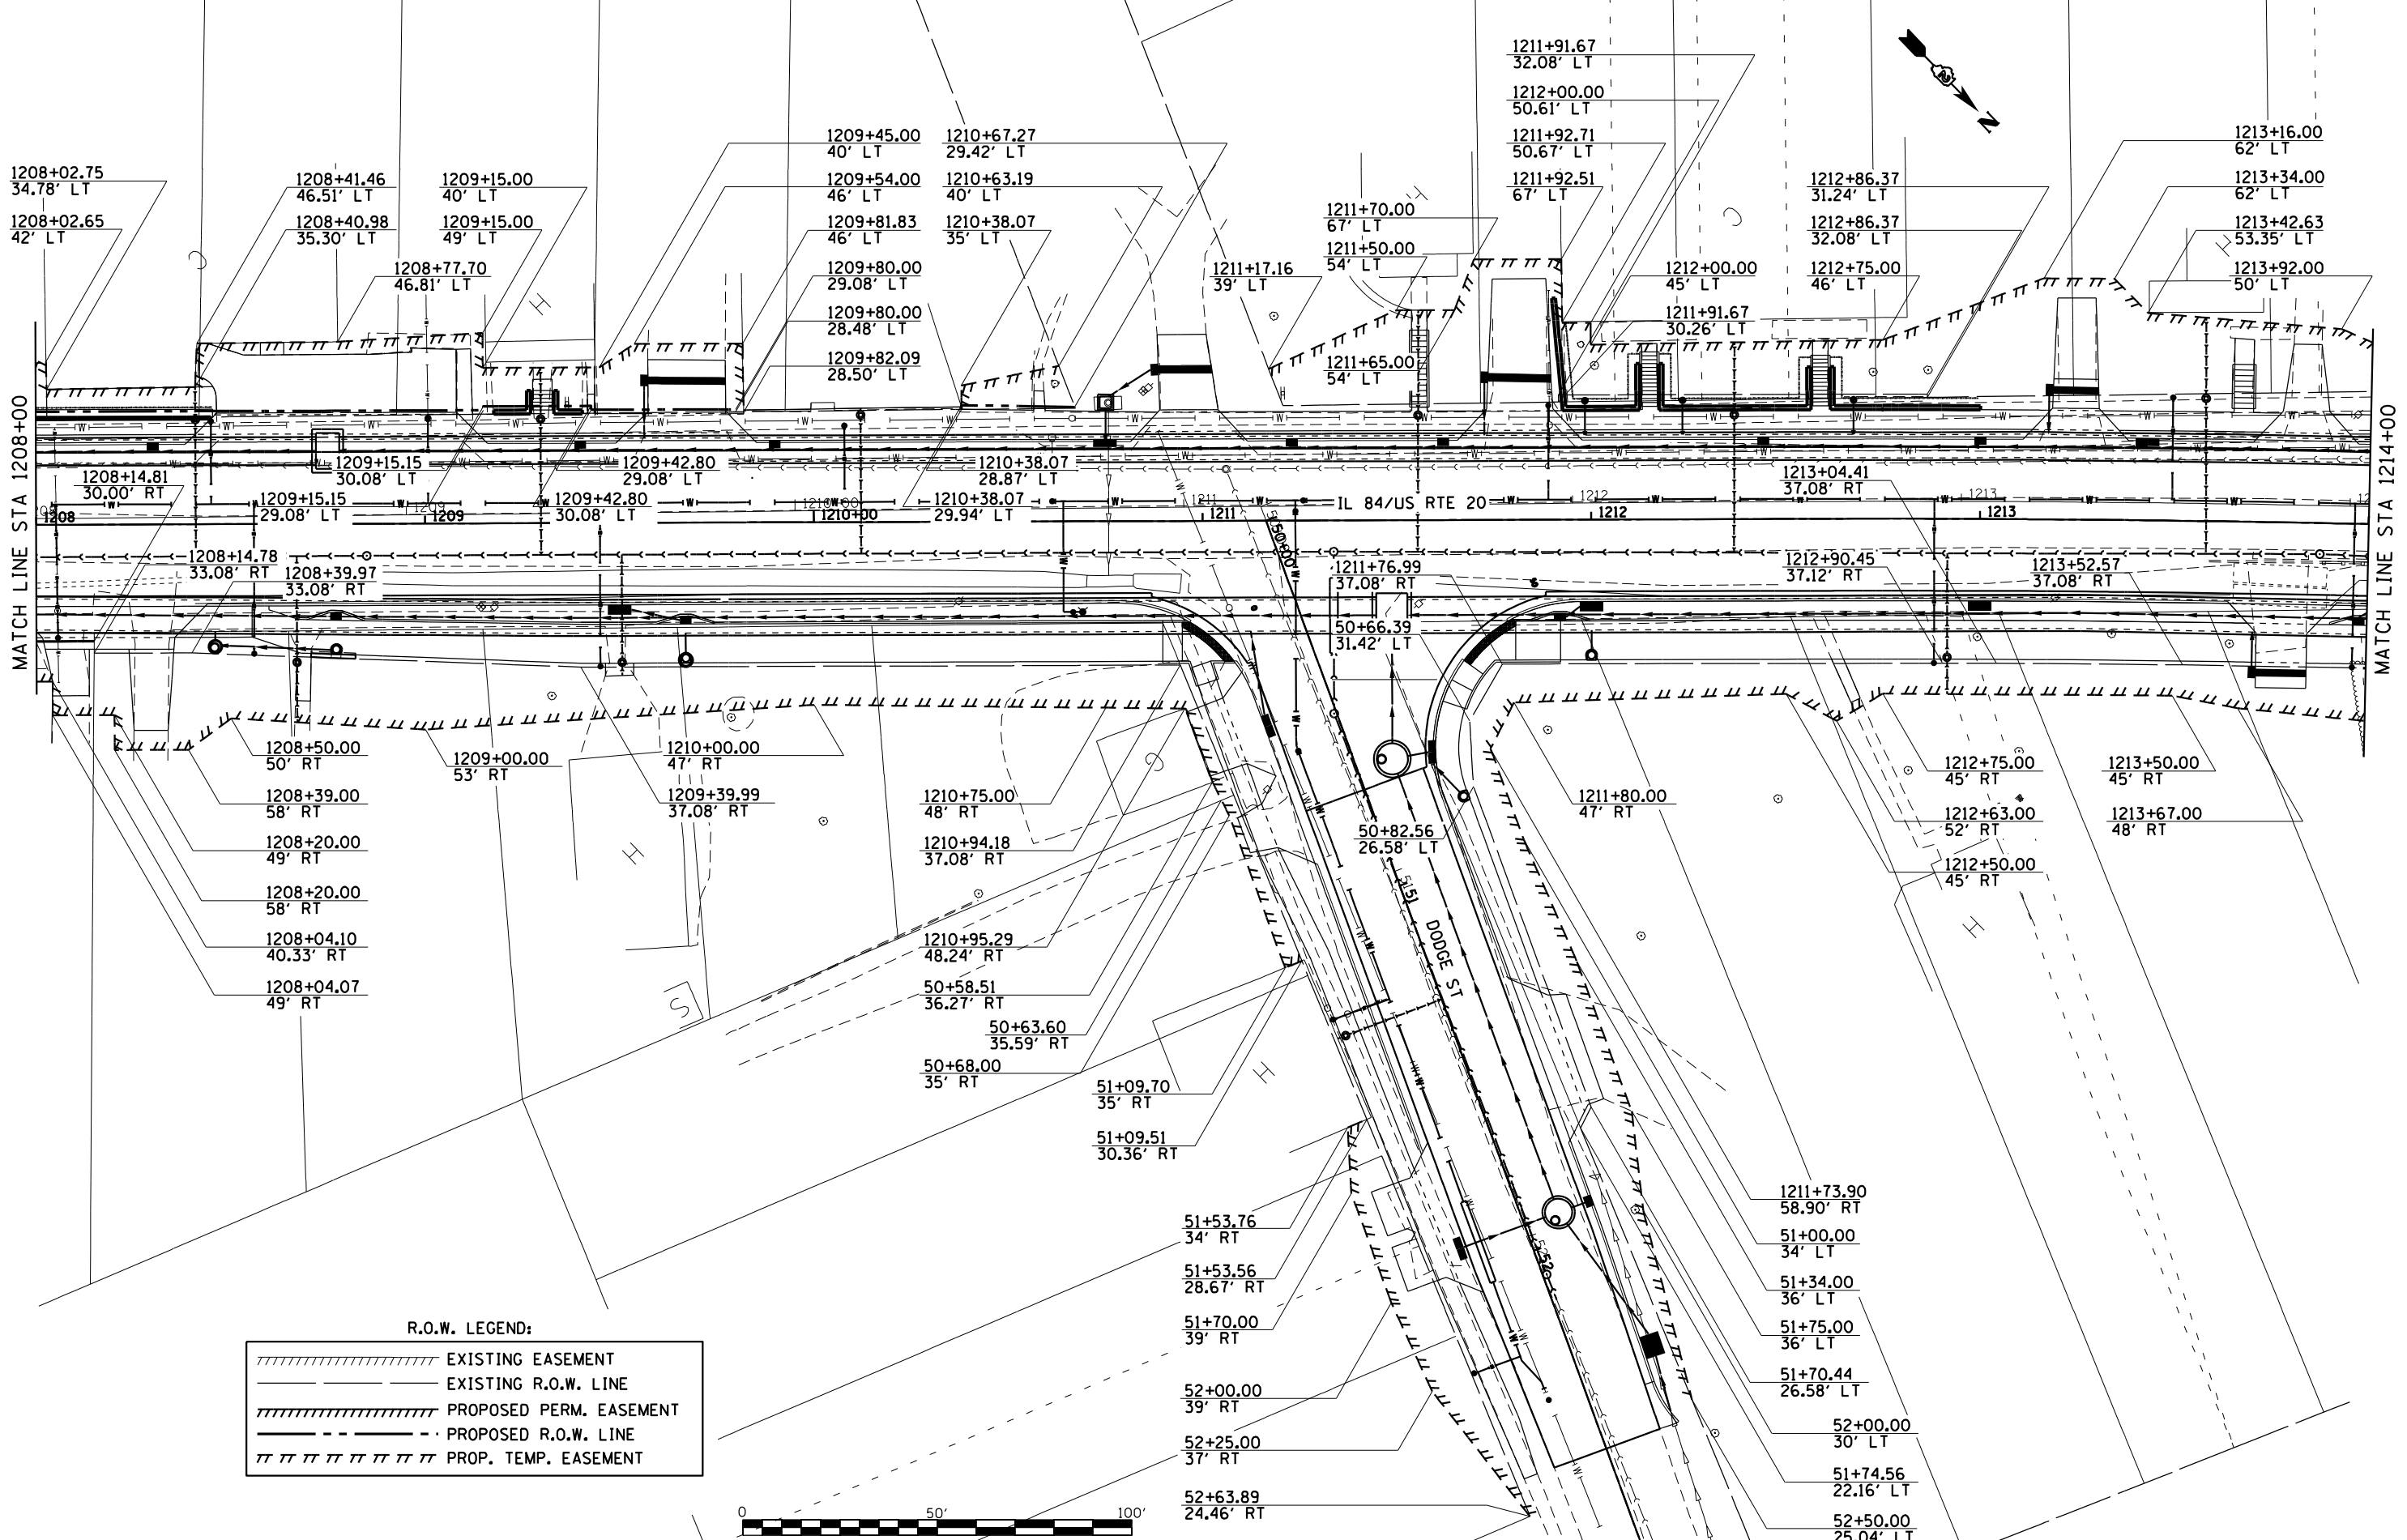 1208+02.75
34.78' LT
1208+02.65
42' LT
1208+41.46
46.51' LT
1208+40.98
35.30' LT
1208+77.70
46.81' LT
1209+15.00
40' LT
1209+15.00
49' LT
1209+45.00
40' LT
1209+54.00
46' LT
1209+81.83
46' LT
1209+80.00
29.08' LT
1209+80.00
28.48' LT
1209+82.09
28.50' LT
1210+67.27
29.42' LT
1210+63.19
40' LT
1210+38.07
35' LT
1211+17.16
39' LT
1211+70.00
67' LT
1211+50.00
54' LT
1211+65.00
54' LT
1211+91.67
32.08' LT
1212+00.00
50.61' LT
1211+92.71
50.67' LT
1211+92.51
67' LT
1212+00.00
45' LT
1211+91.67
30.26' LT
1212+86.37
31.24' LT
1212+86.37
32.08' LT
1212+75.00
46' LT
1213+16.00
62' LT
1213+34.00
62' LT
1213+42.63
53.35' LT
1213+92.00
50' LT
N
MATCH LINE STA 1208+00
MATCH LINE STA 1214+00
1208+14.81
30.00' RT
1209+15.15
30.08' LT
1209+15.15
29.08' LT
1209+42.80
29.08' LT
1209+42.80
30.08' LT
1210+38.07
28.87' LT
1210+38.07
29.94' LT
1213+04.41
37.08' RT
IL 84/US RTE 20
1208
1209
1210+00
1211
1212
1213
1209
1211
1212
1213
50+00
1208+14.78
33.08' RT
1208+39.97
33.08' RT
1211+76.99
37.08' RT
50+66.39
31.42' LT
1212+90.45
37.12' RT
1213+52.57
37.08' RT
1208+50.00
50' RT
1208+39.00
58' RT
1208+20.00
49' RT
1208+20.00
58' RT
1208+04.10
40.33' RT
1208+04.07
49' RT
1209+00.00
53' RT
1210+00.00
47' RT
1209+39.99
37.08' RT
1210+75.00
48' RT
1210+94.18
37.08' RT
1210+95.29
48.24' RT
50+58.51
36.27' RT
50+63.60
35.59' RT
50+68.00
35' RT
51+09.70
35' RT
51+09.51
30.36' RT
51+53.76
34' RT
51+53.56
28.67' RT
51+70.00
39' RT
52+00.00
39' RT
52+25.00
37' RT
52+63.89
24.46' RT
50+82.56
26.58' LT
51
DODGE ST
52
1211+80.00
47' RT
1212+75.00
45' RT
1212+63.00
52' RT
1212+50.00
45' RT
1213+50.00
45' RT
1213+67.00
48' RT
1211+73.90
58.90' RT
51+00.00
34' LT
51+34.00
36' LT
51+75.00
36' LT
51+70.44
26.58' LT
52+00.00
30' LT
51+74.56
22.16' LT
52+50.00
25.04' LT
R.O.W. LEGEND:
EXISTING EASEMENT
EXISTING R.O.W. LINE
PROPOSED PERM. EASEMENT
PROPOSED R.O.W. LINE
PROP. TEMP. EASEMENT
0 50' 100'